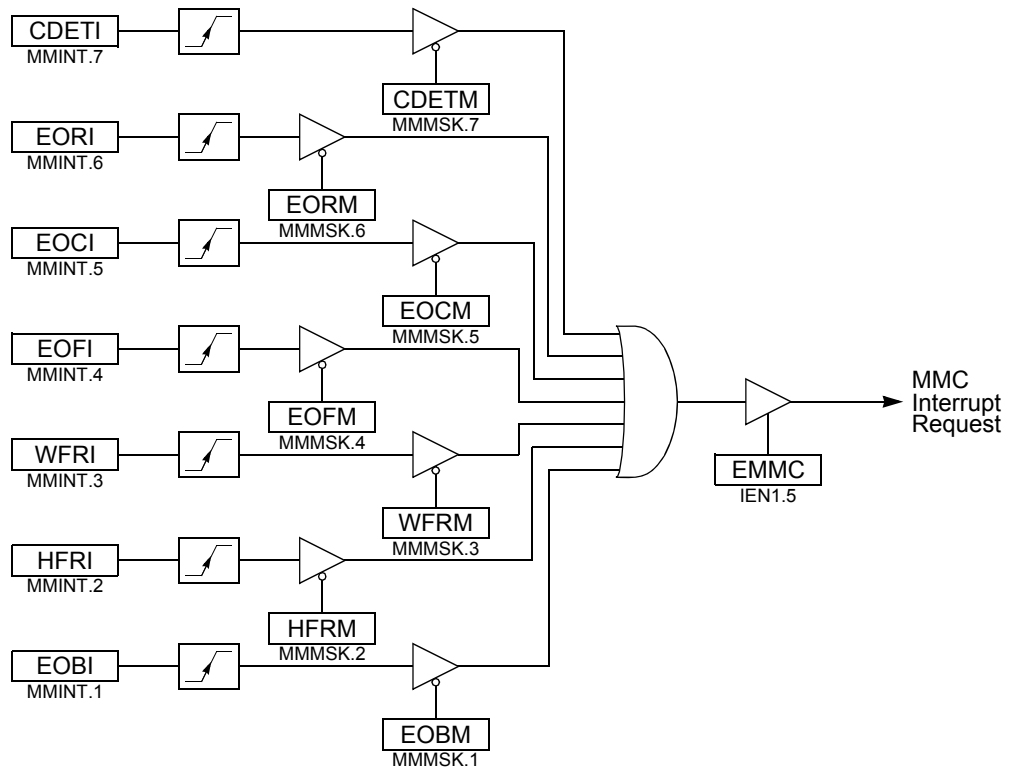 CDETI
MMINT.7
CDETM
MMMSK.7
EORI
MMINT.6
EORM
MMMSK.6
EOCI
MMINT.5
EOCM
MMMSK.5
EOFI
MMINT.4
EOFM
MMMSK.4
MMC
Interrupt
Request
WFRI
MMINT.3
WFRM
MMMSK.3
EMMC
IEN1.5
HFRI
MMINT.2
HFRM
MMMSK.2
EOBI
MMINT.1
EOBM
MMMSK.1